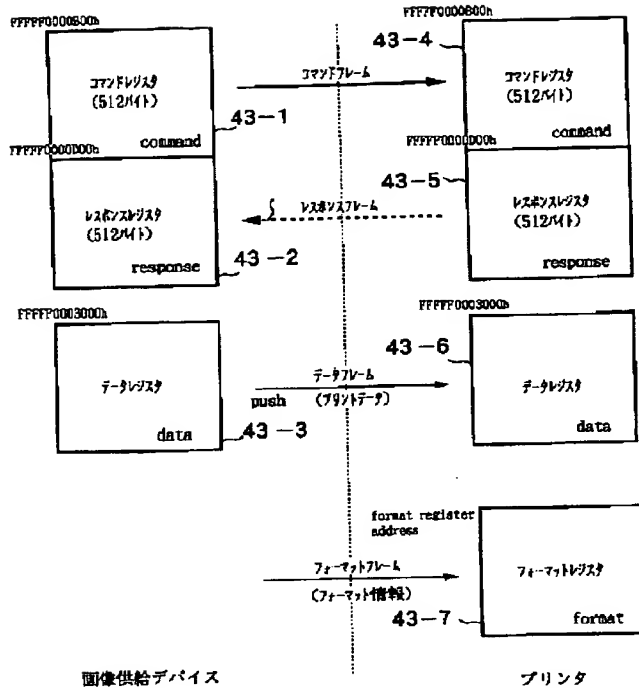 FFFFF0000B00h
コマンドレジスタ
(512バイト)
command
43-1
FFFFF0000D00h
レスポンスレジスタ
(512バイト)
response
43-2
FFFFF0003000h
データレジスタ
data
43-3
コマンドフレーム
レスポンスフレーム
データフレーム
push
(プリントデータ)
フォーマットフレーム
(フォーマット情報)
FFFFF0000B00h
43-4
コマンドレジスタ
(512バイト)
command
FFFFF0000D00h
43-5
レスポンスレジスタ
(512バイト)
response
FFFFF0003000h
43-6
データレジスタ
data
format register
address
フォーマットレジスタ
43-7
format
画像供給デバイス
プリンタ